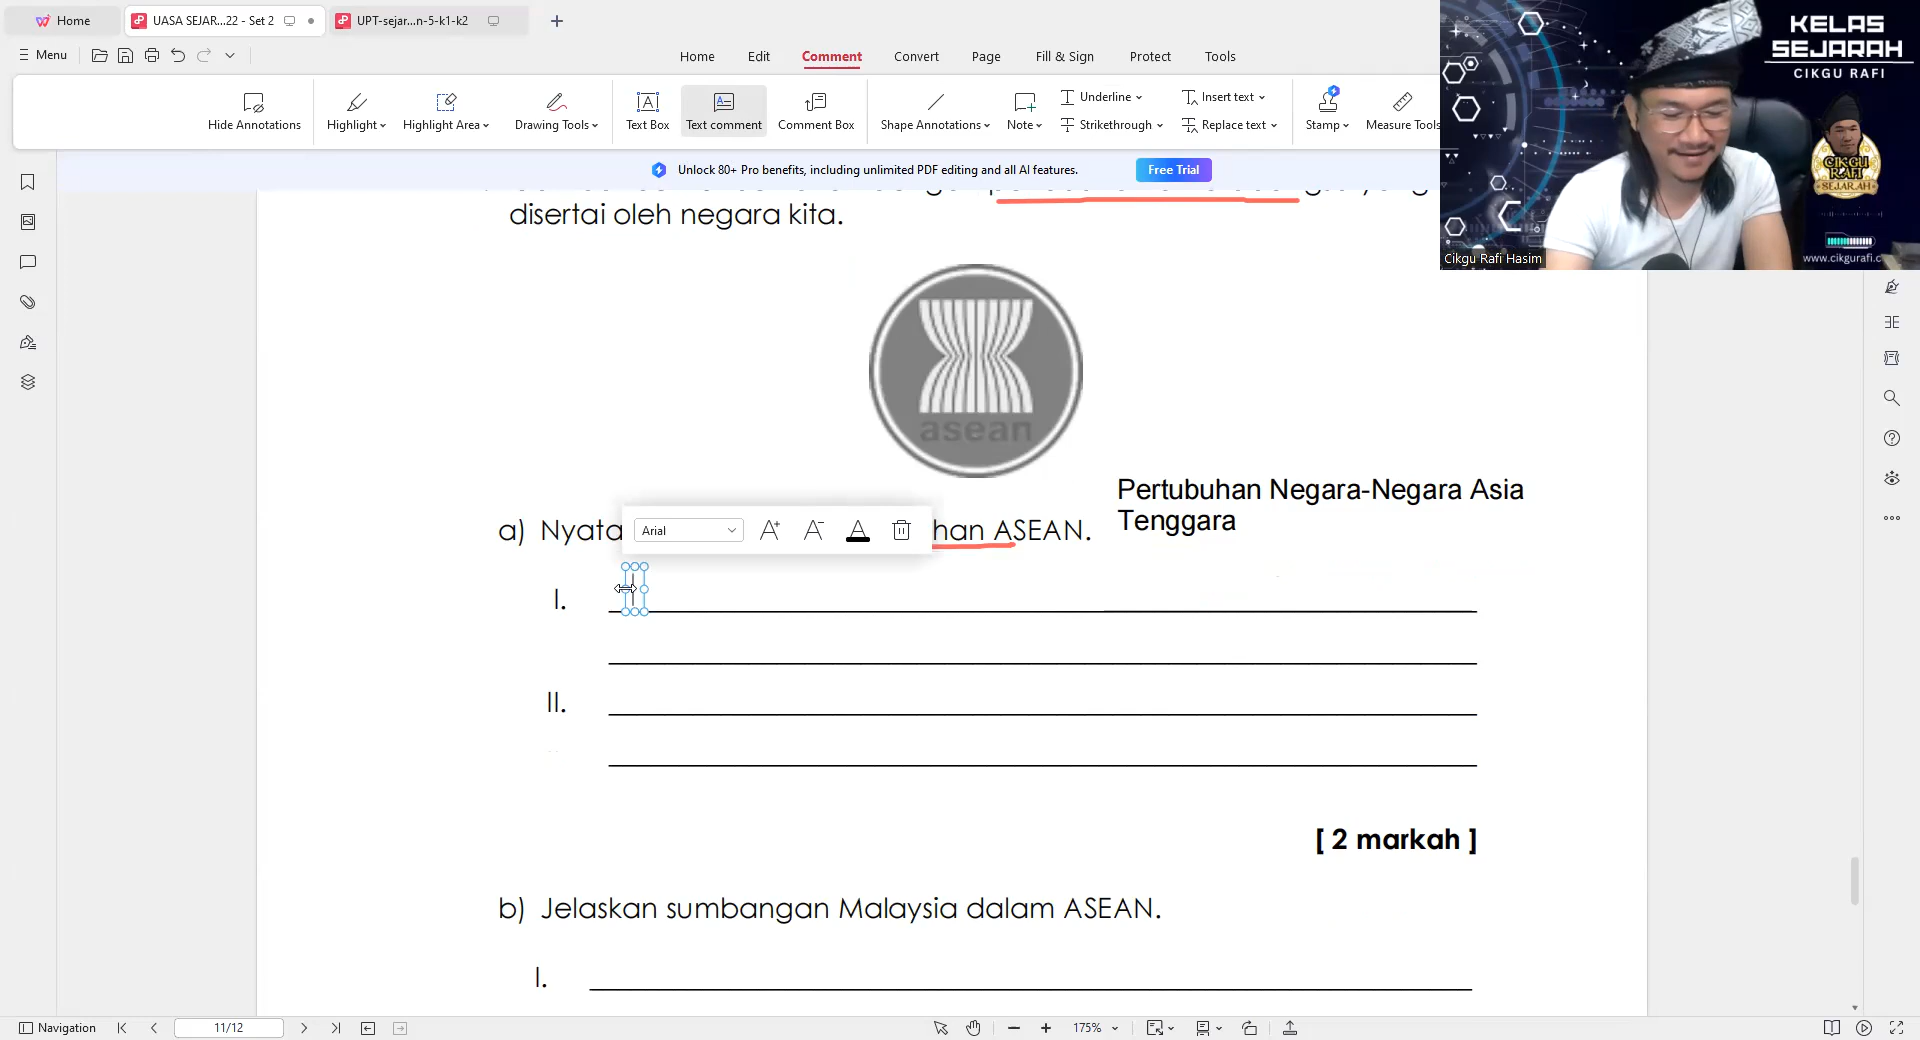 Home
UASA SEJAR...22 - Set 2
UPT-sejar...n-5-k1-k2
Menu
Home Edit Comment Convert Page Fill & Sign Protect Tools
Hide Annotations
Highlight
Highlight Area
Drawing Tools
Text Box
Text comment
Comment Box
Shape Annotations
Note
Underline
Strikethrough
Insert text
Replace text
Stamp
Measure Tools
Unlock 80+ Pro benefits, including unlimited PDF editing and all AI features.
Free Trial
KELAS
SEJARAH
CIKGU RAFI
CIKGU
RAFI
SEJARAH
Cikgu Rafi Hasim
www.cikgurafi.c
disertai oleh negara kita.
asean
Pertubuhan Negara-Negara Asia
Tenggara
a) Nyata
han ASEAN.
Arial
I.
II.
[ 2 markah ]
b) Jelaskan sumbangan Malaysia dalam ASEAN.
I.
Navigation
11/12
175%